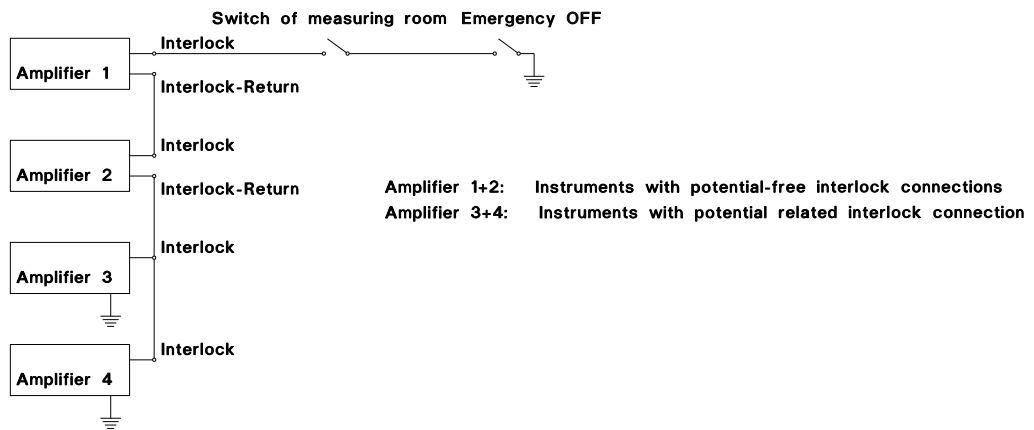 Switch of measuring room Emergency OFF
Interlock
Amplifier 1
Interlock-Return
Interlock
Amplifier 2
Interlock-Return
Amplifier 1+2: Instruments with potential-free interlock connections
Amplifier 3+4: Instruments with potential related interlock connection
Interlock
Amplifier 3
Interlock
Amplifier 4